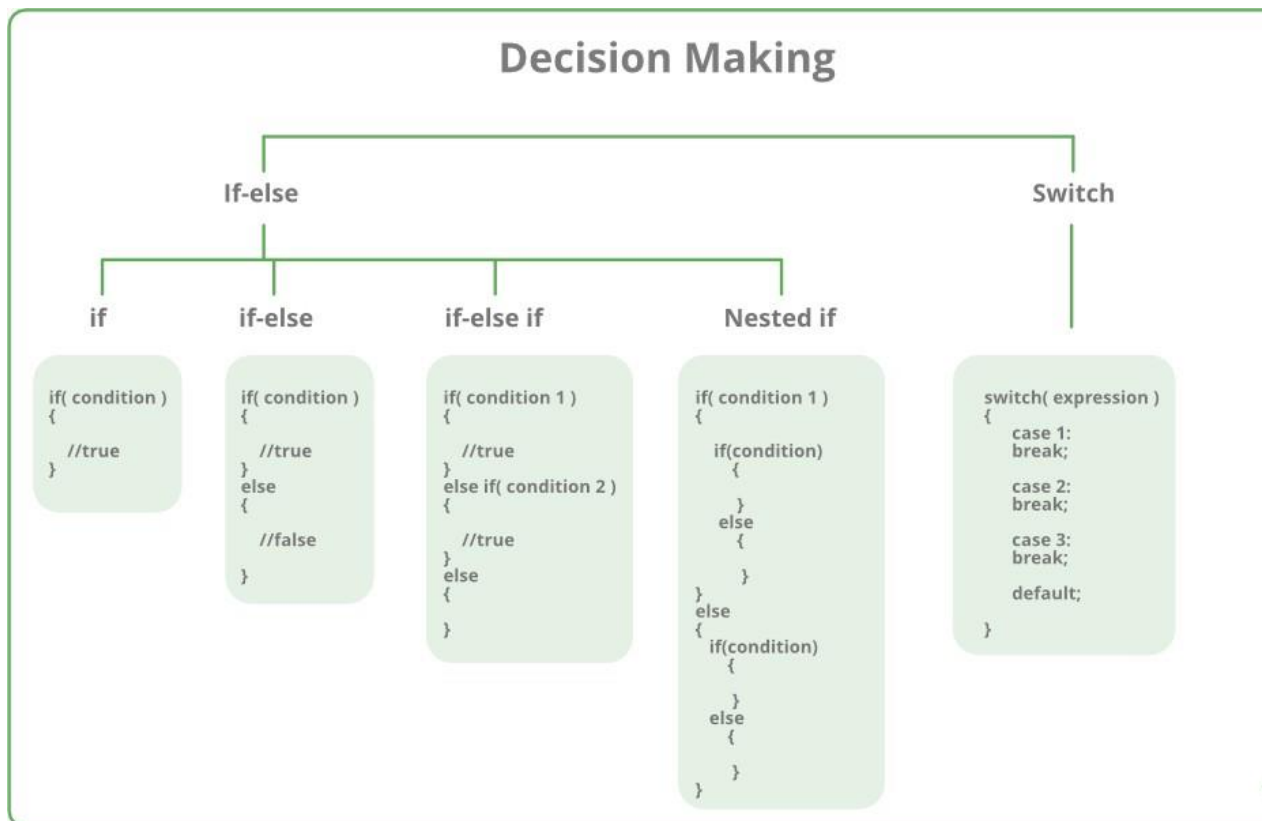 Decision Making
If-else
Switch
if
if-else
if-else if
Nested if
if( condition )
{
//true
}
if( condition )
{
//true
}
else
{
//false
}
if( condition 1 )
{
//true
}
else if( condition 2 )
{
//true
}
else
{
}
if( condition 1 )
{
if(condition)
{
}
else
{
}
}
else
{
if(condition)
{
}
else
{
}
}
switch( expression )
{
case 1:
break;
case 2:
break;
case 3:
break;
default;
}